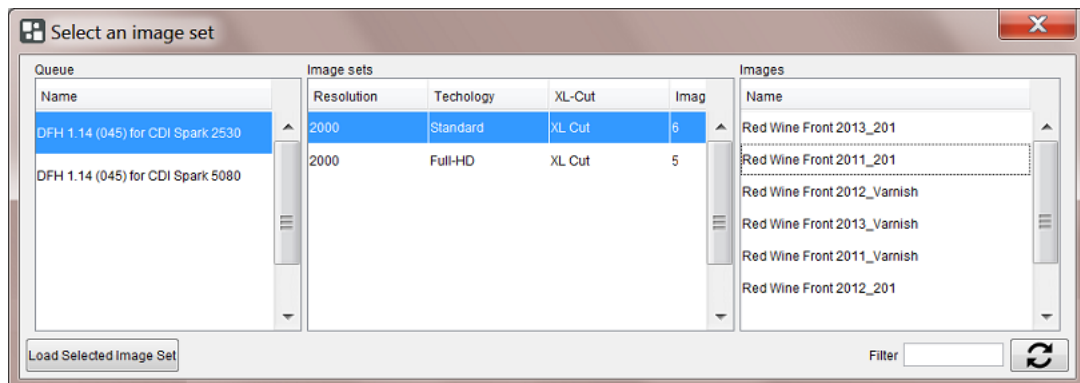 Select an image set
Queue Image sets Images
Name Resolution Techology XL-Cut Imag Name
DFH 1.14 (045) for CDI Spark 2530
DFH 1.14 (045) for CDI Spark 5080
2000 Standard XL Cut 6
2000 Full-HD XL Cut 5
Red Wine Front 2013_201
Red Wine Front 2011_201
Red Wine Front 2012_Varnish
Red Wine Front 2013_Varnish
Red Wine Front 2011_Varnish
Red Wine Front 2012_201
Load Selected Image Set Filter